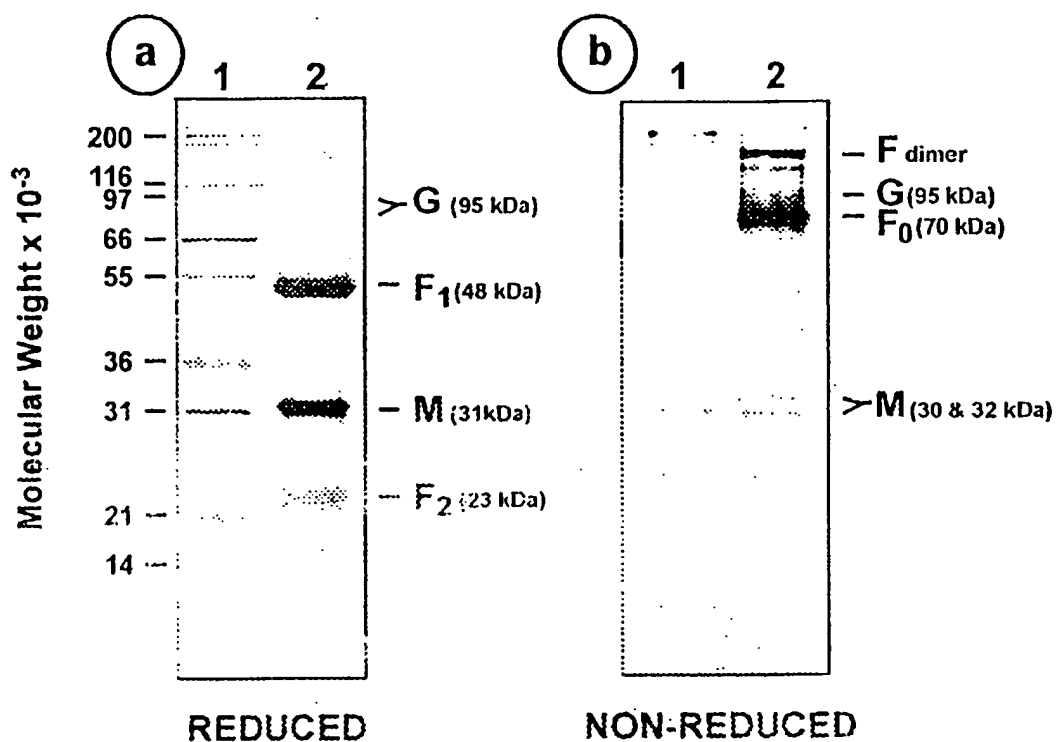 a
1 2
Molecular Weight x 10-3
200
116
97
66
55
36
31
21
14
G (95 kDa)
F1 (48 kDa)
M (31kDa)
F2 (23 kDa)
REDUCED
b
1 2
F dimer
G (95 kDa)
F0 (70 kDa)
M (30 & 32 kDa)
NON-REDUCED